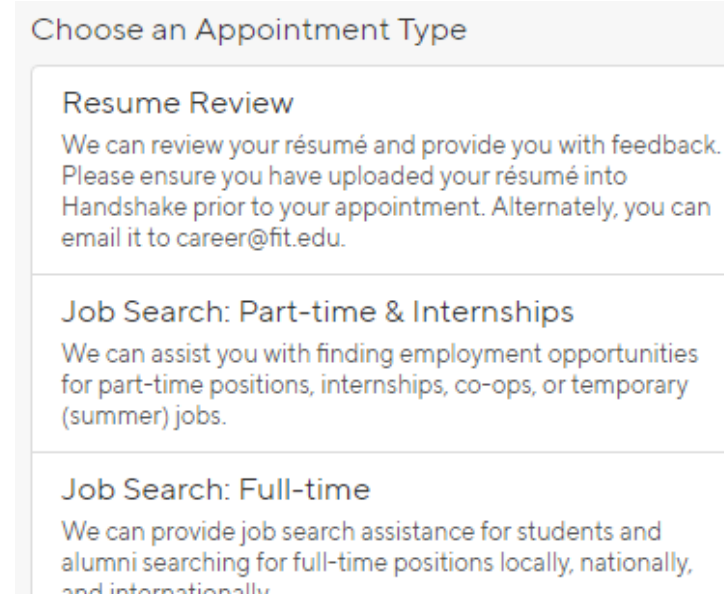 Choose an Appointment Type
Resume Review
We can review your résumé and provide you with feedback.
Please ensure you have uploaded your résumé into
Handshake prior to your appointment. Alternately, you can
email it to career@fit.edu.
Job Search: Part-time & Internships
We can assist you with finding employment opportunities
for part-time positions, internships, co-ops, or temporary
(summer) jobs.
Job Search: Full-time
We can provide job search assistance for students and
alumni searching for full-time positions locally, nationally,
and internationally.